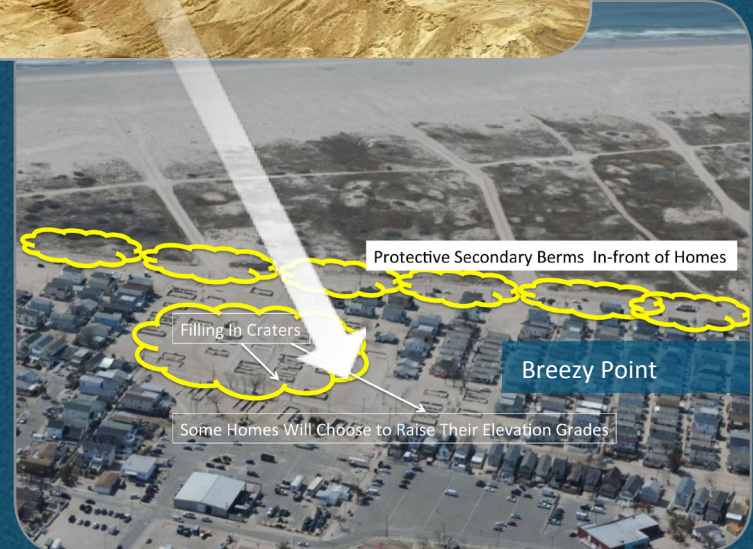 Protective Secondary Berms In-front of Homes
Filling In Craters
Breezy Point
Some Homes Will Choose to Raise Their Elevation Grades